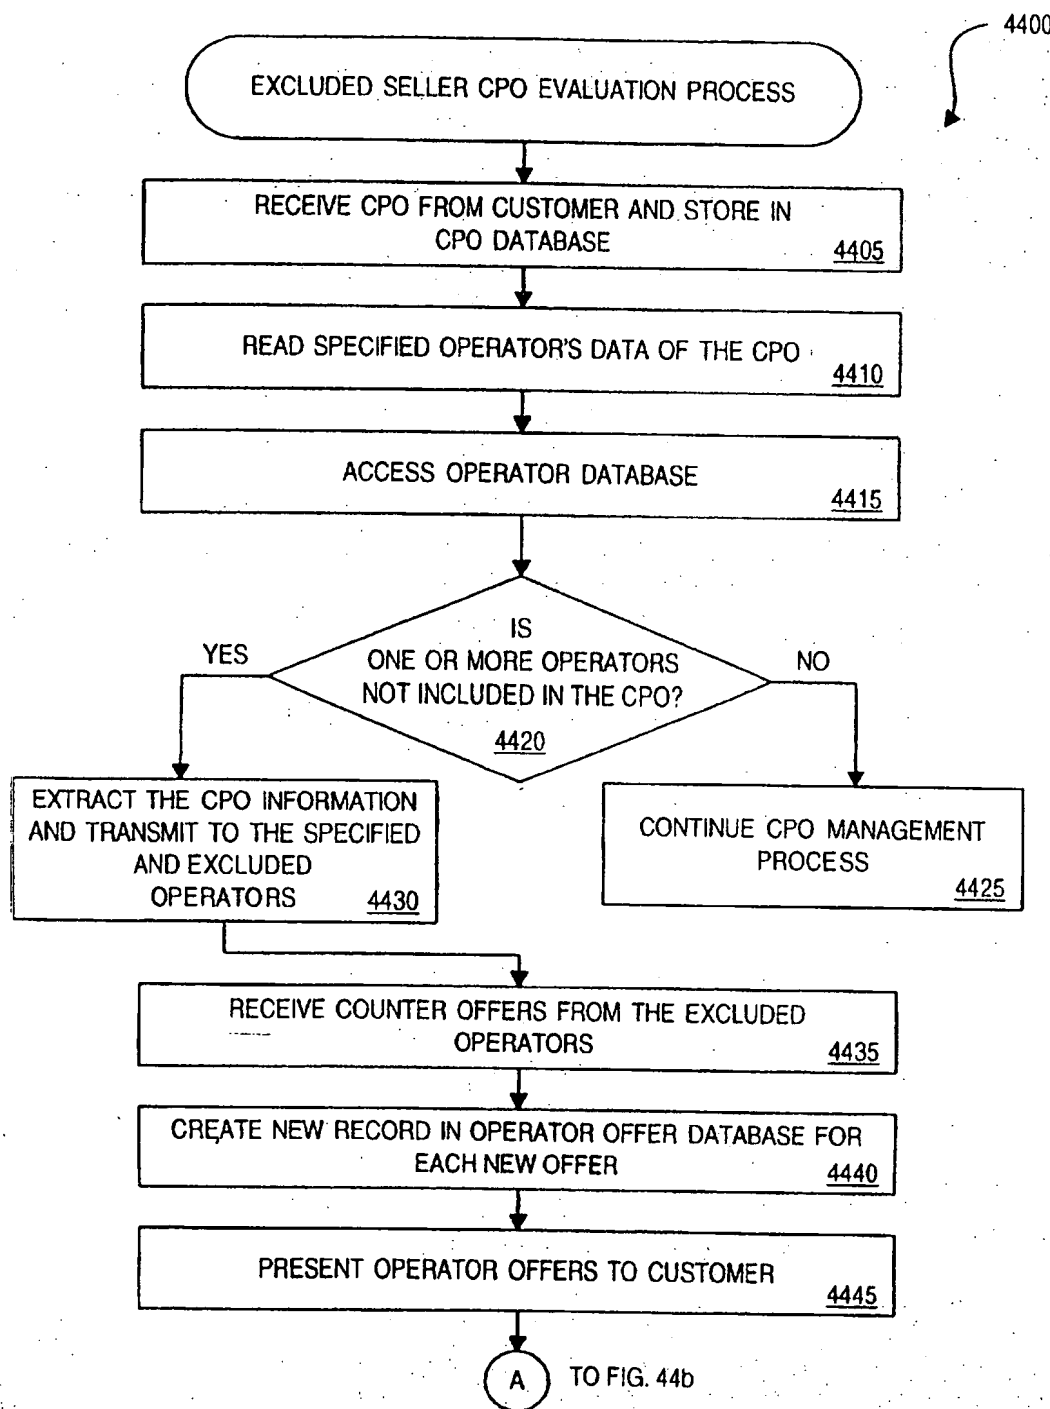 4400
EXCLUDED SELLER CPO EVALUATION PROCESS
RECEIVE CPO FROM CUSTOMER AND STORE IN
CPO DATABASE
4405
READ SPECIFIED OPERATOR'S DATA OF THE CPO
4410
ACCESS OPERATOR DATABASE
4415
IS
ONE OR MORE OPERATORS
NOT INCLUDED IN THE CPO?
4420
YES
NO
EXTRACT THE CPO INFORMATION
AND TRANSMIT TO THE SPECIFIED
AND EXCLUDED
OPERATORS
4430
CONTINUE CPO MANAGEMENT
PROCESS
4425
RECEIVE COUNTER OFFERS FROM THE EXCLUDED
OPERATORS
4435
CREATE NEW RECORD IN OPERATOR OFFER DATABASE FOR
EACH NEW OFFER
4440
PRESENT OPERATOR OFFERS TO CUSTOMER
4445
A
TO FIG. 44b